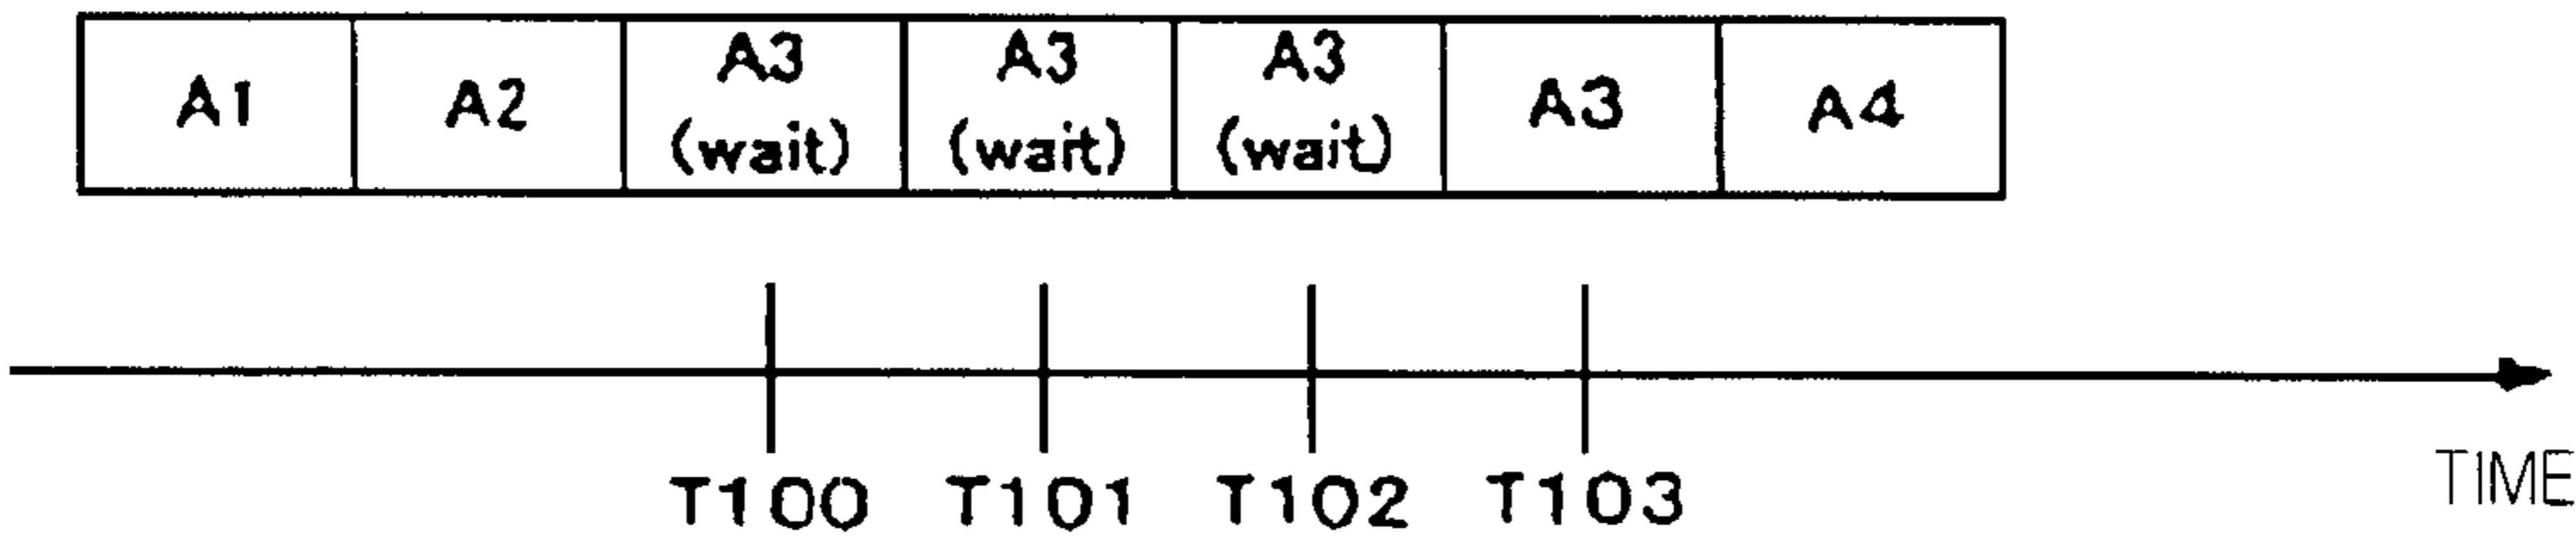 A1 A2 A3 (wait) A3 (wait) A3 (wait) A3 A4
T100 T101 T102 T103
TIME